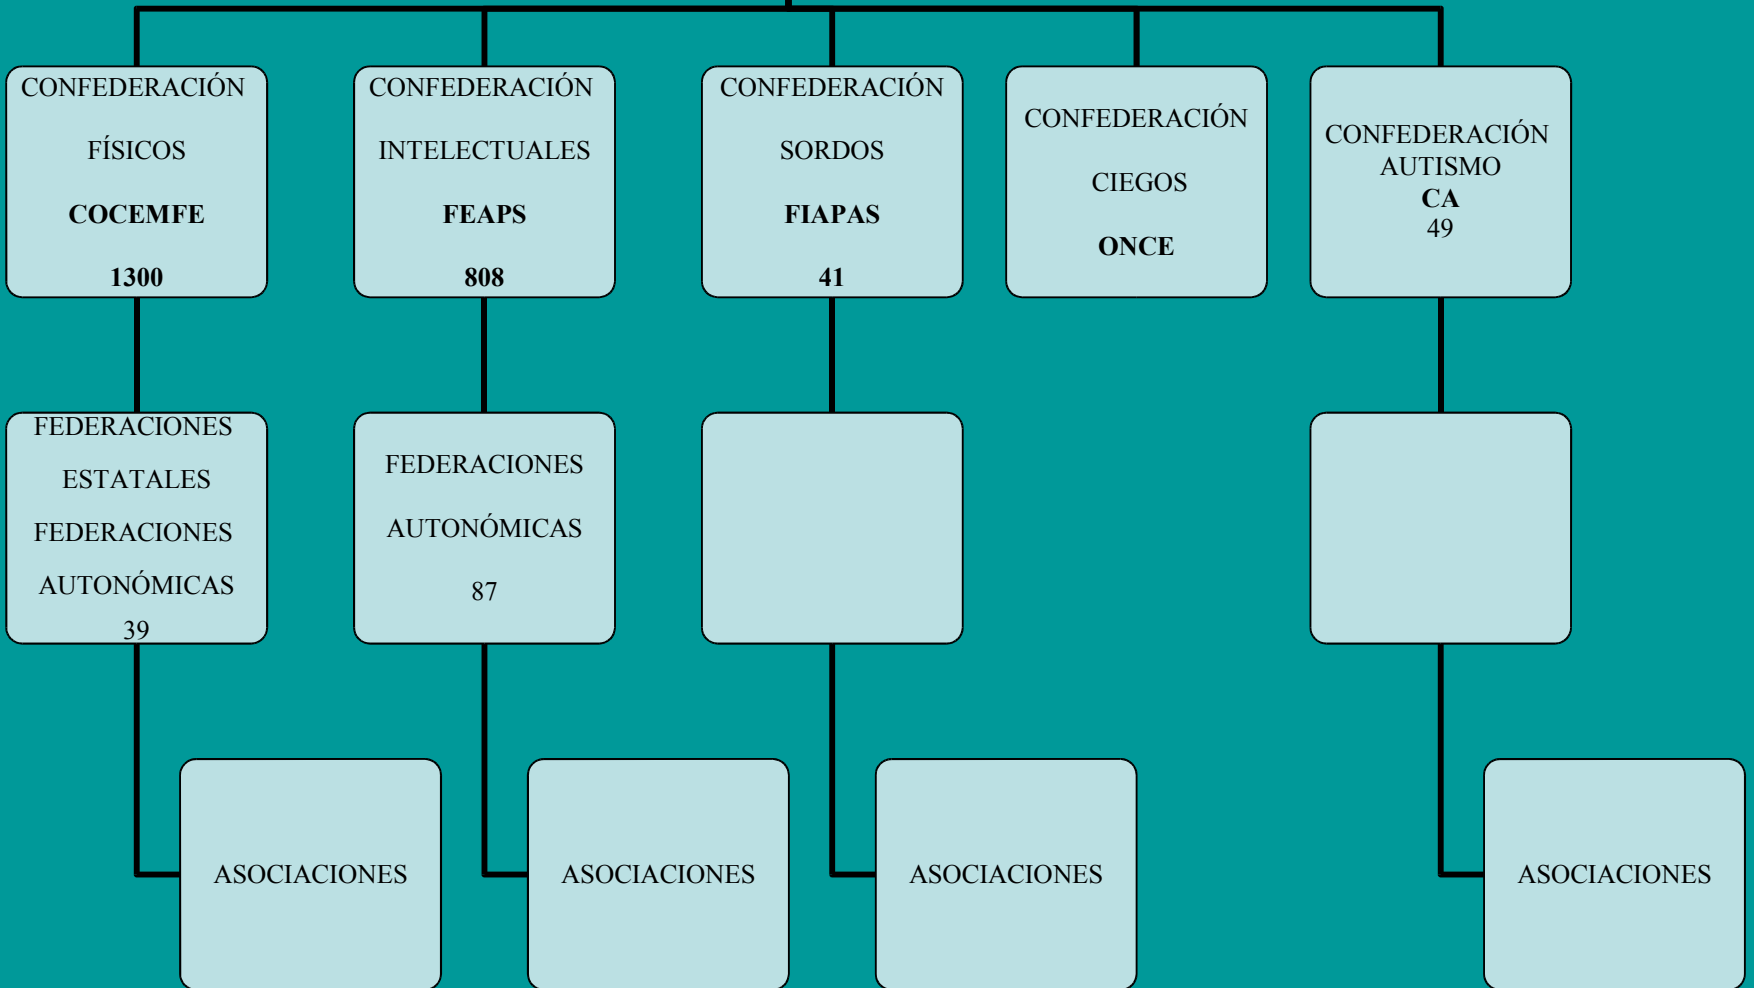 CONFEDERACIÓN
FÍSICOS
COCEMFE
1300
CONFEDERACIÓN
INTELECTUALES
FEAPS
808
CONFEDERACIÓN
SORDOS
FIAPAS
41
CONFEDERACIÓN
CIEGOS
ONCE
CONFEDERACIÓN
AUTISMO
CA
49
FEDERACIONES
ESTATALES
FEDERACIONES
AUTONÓMICAS
39
FEDERACIONES
AUTONÓMICAS
87
ASOCIACIONES
ASOCIACIONES
ASOCIACIONES
ASOCIACIONES